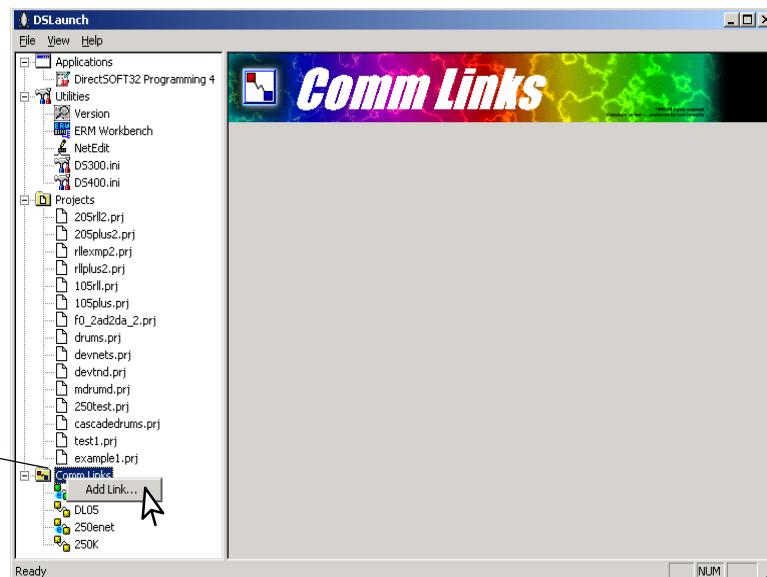 DSLaunch
File View Help
Applications
DirectSOFT32 Programming 4
Utilities
Version
ERM Workbench
NetEdit
DS300.ini
DS400.ini
Projects
205rll2.prj
205plus2.prj
rllexmp2.prj
rllplus2.prj
105rll.prj
105plus.prj
f0_2ad2da_2.prj
drums.prj
devnets.prj
devtnd.prj
mdrumd.prj
250test.prj
cascadedrums.prj
test1.prj
example1.prj
Comm Links
Add Link...
DL05
250enet
250K
Comm Links
Ready
NUM